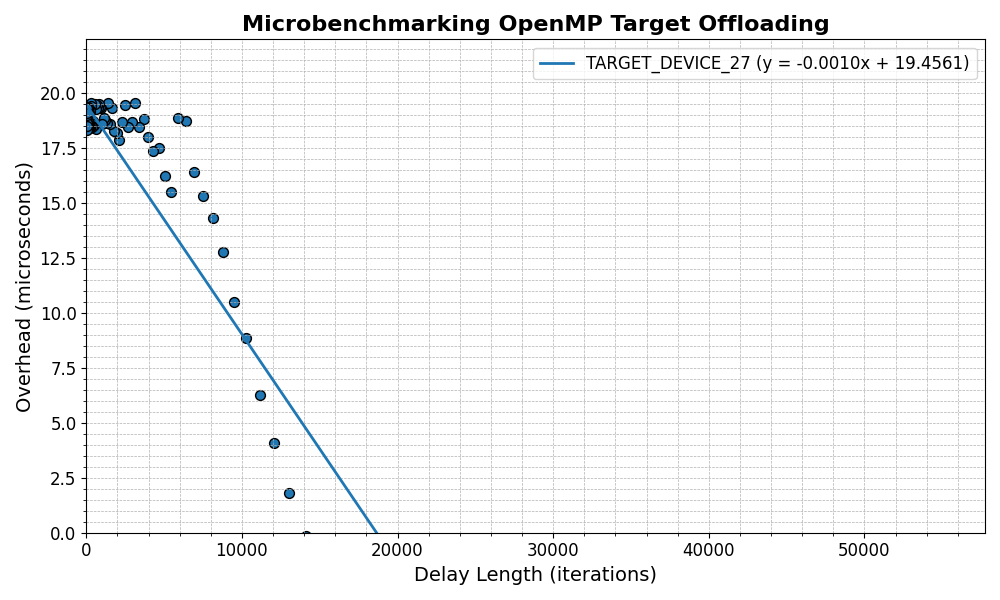 Microbenchmarking OpenMP Target Offloading
TARGET_DEVICE_27 (y = -0.0010x + 19.4561)
Overhead (microseconds)
20.0
17.5
15.0
12.5
10.0
7.5
5.0
2.5
0.0
0 10000 20000 30000 40000 50000
Delay Length (iterations)